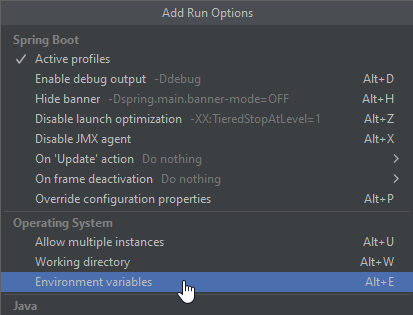 Add Run Options
Spring Boot
Active profiles
Enable debug output -Ddebug Alt+D
Hide banner -Dspring.main.banner-mode=OFF Alt+H
Disable launch optimization -XX:TieredStopAtLevel=1 Alt+Z
Disable JMX agent Alt+X
On 'Update' action Do nothing
On frame deactivation Do nothing
Override configuration properties Alt+P
Operating System
Allow multiple instances Alt+U
Working directory Alt+W
Environment variables Alt+E
Java